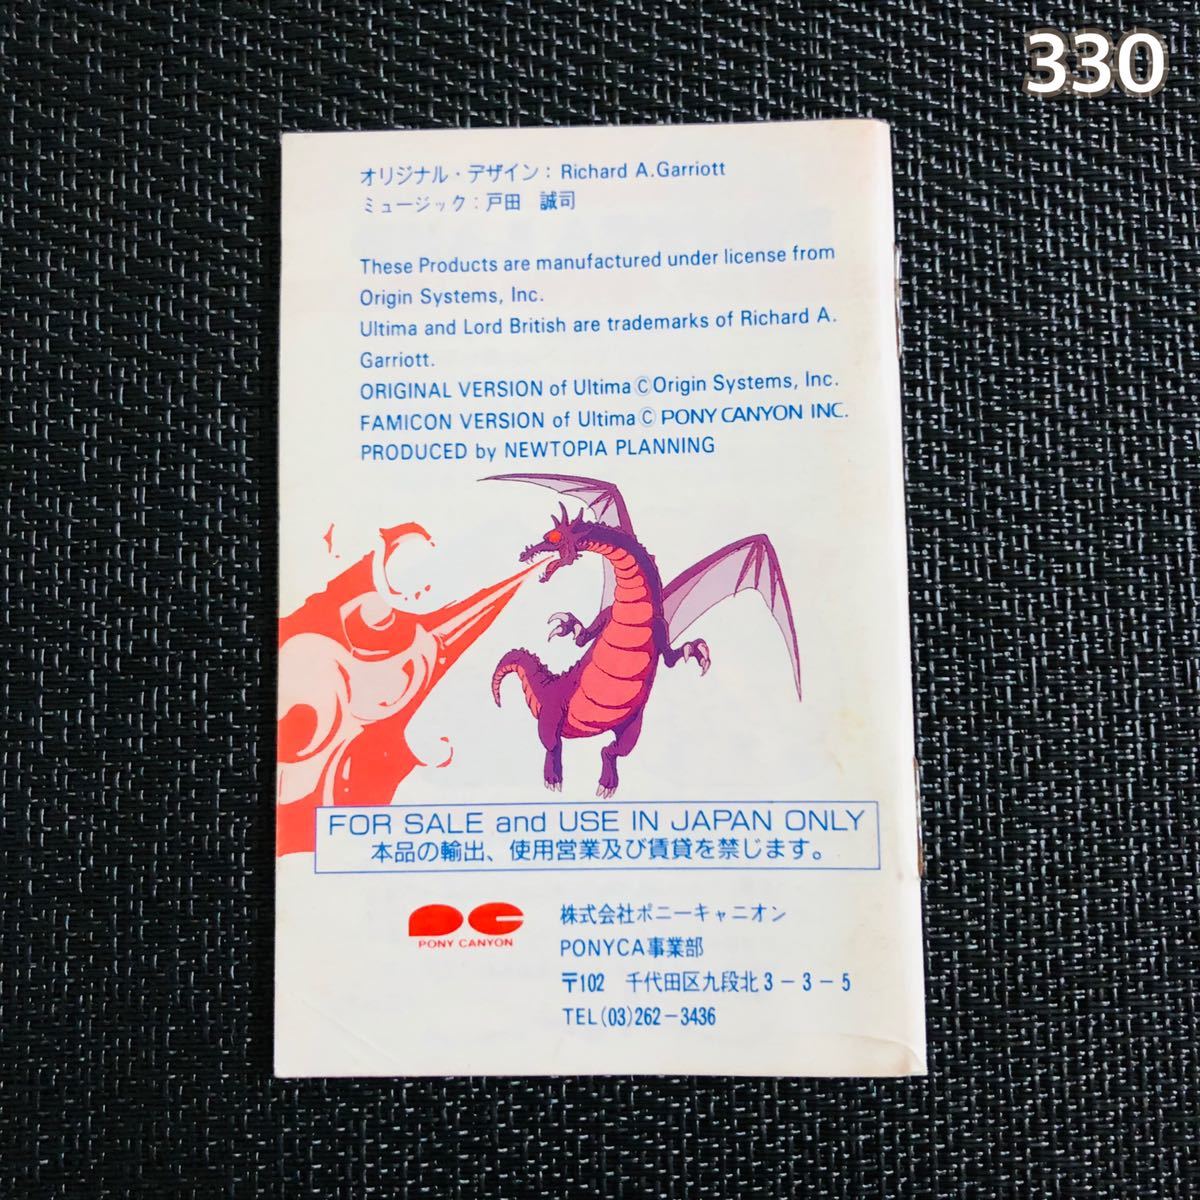 330
オリジナル・デザイン：Richard A.Garriott
ミュージック：戸田　誠司
These Products are manufactured under license from
Origin Systems, Inc.
Ultima and Lord British are trademarks of Richard A.
Garriott.
ORIGINAL VERSION of Ultima©Origin Systems, Inc.
FAMICON VERSION of Ultima© PONY CANYON INC.
PRODUCED by NEWTOPIA PLANNING
FOR SALE and USE IN JAPAN ONLY
本品の輸出、使用営業及び賃貸を禁じます。
PONY CANYON
株式会社ポニーキャニオン
PONYCA事業部
〒102　千代田区九段北3－3－5
TEL(03)262－3436